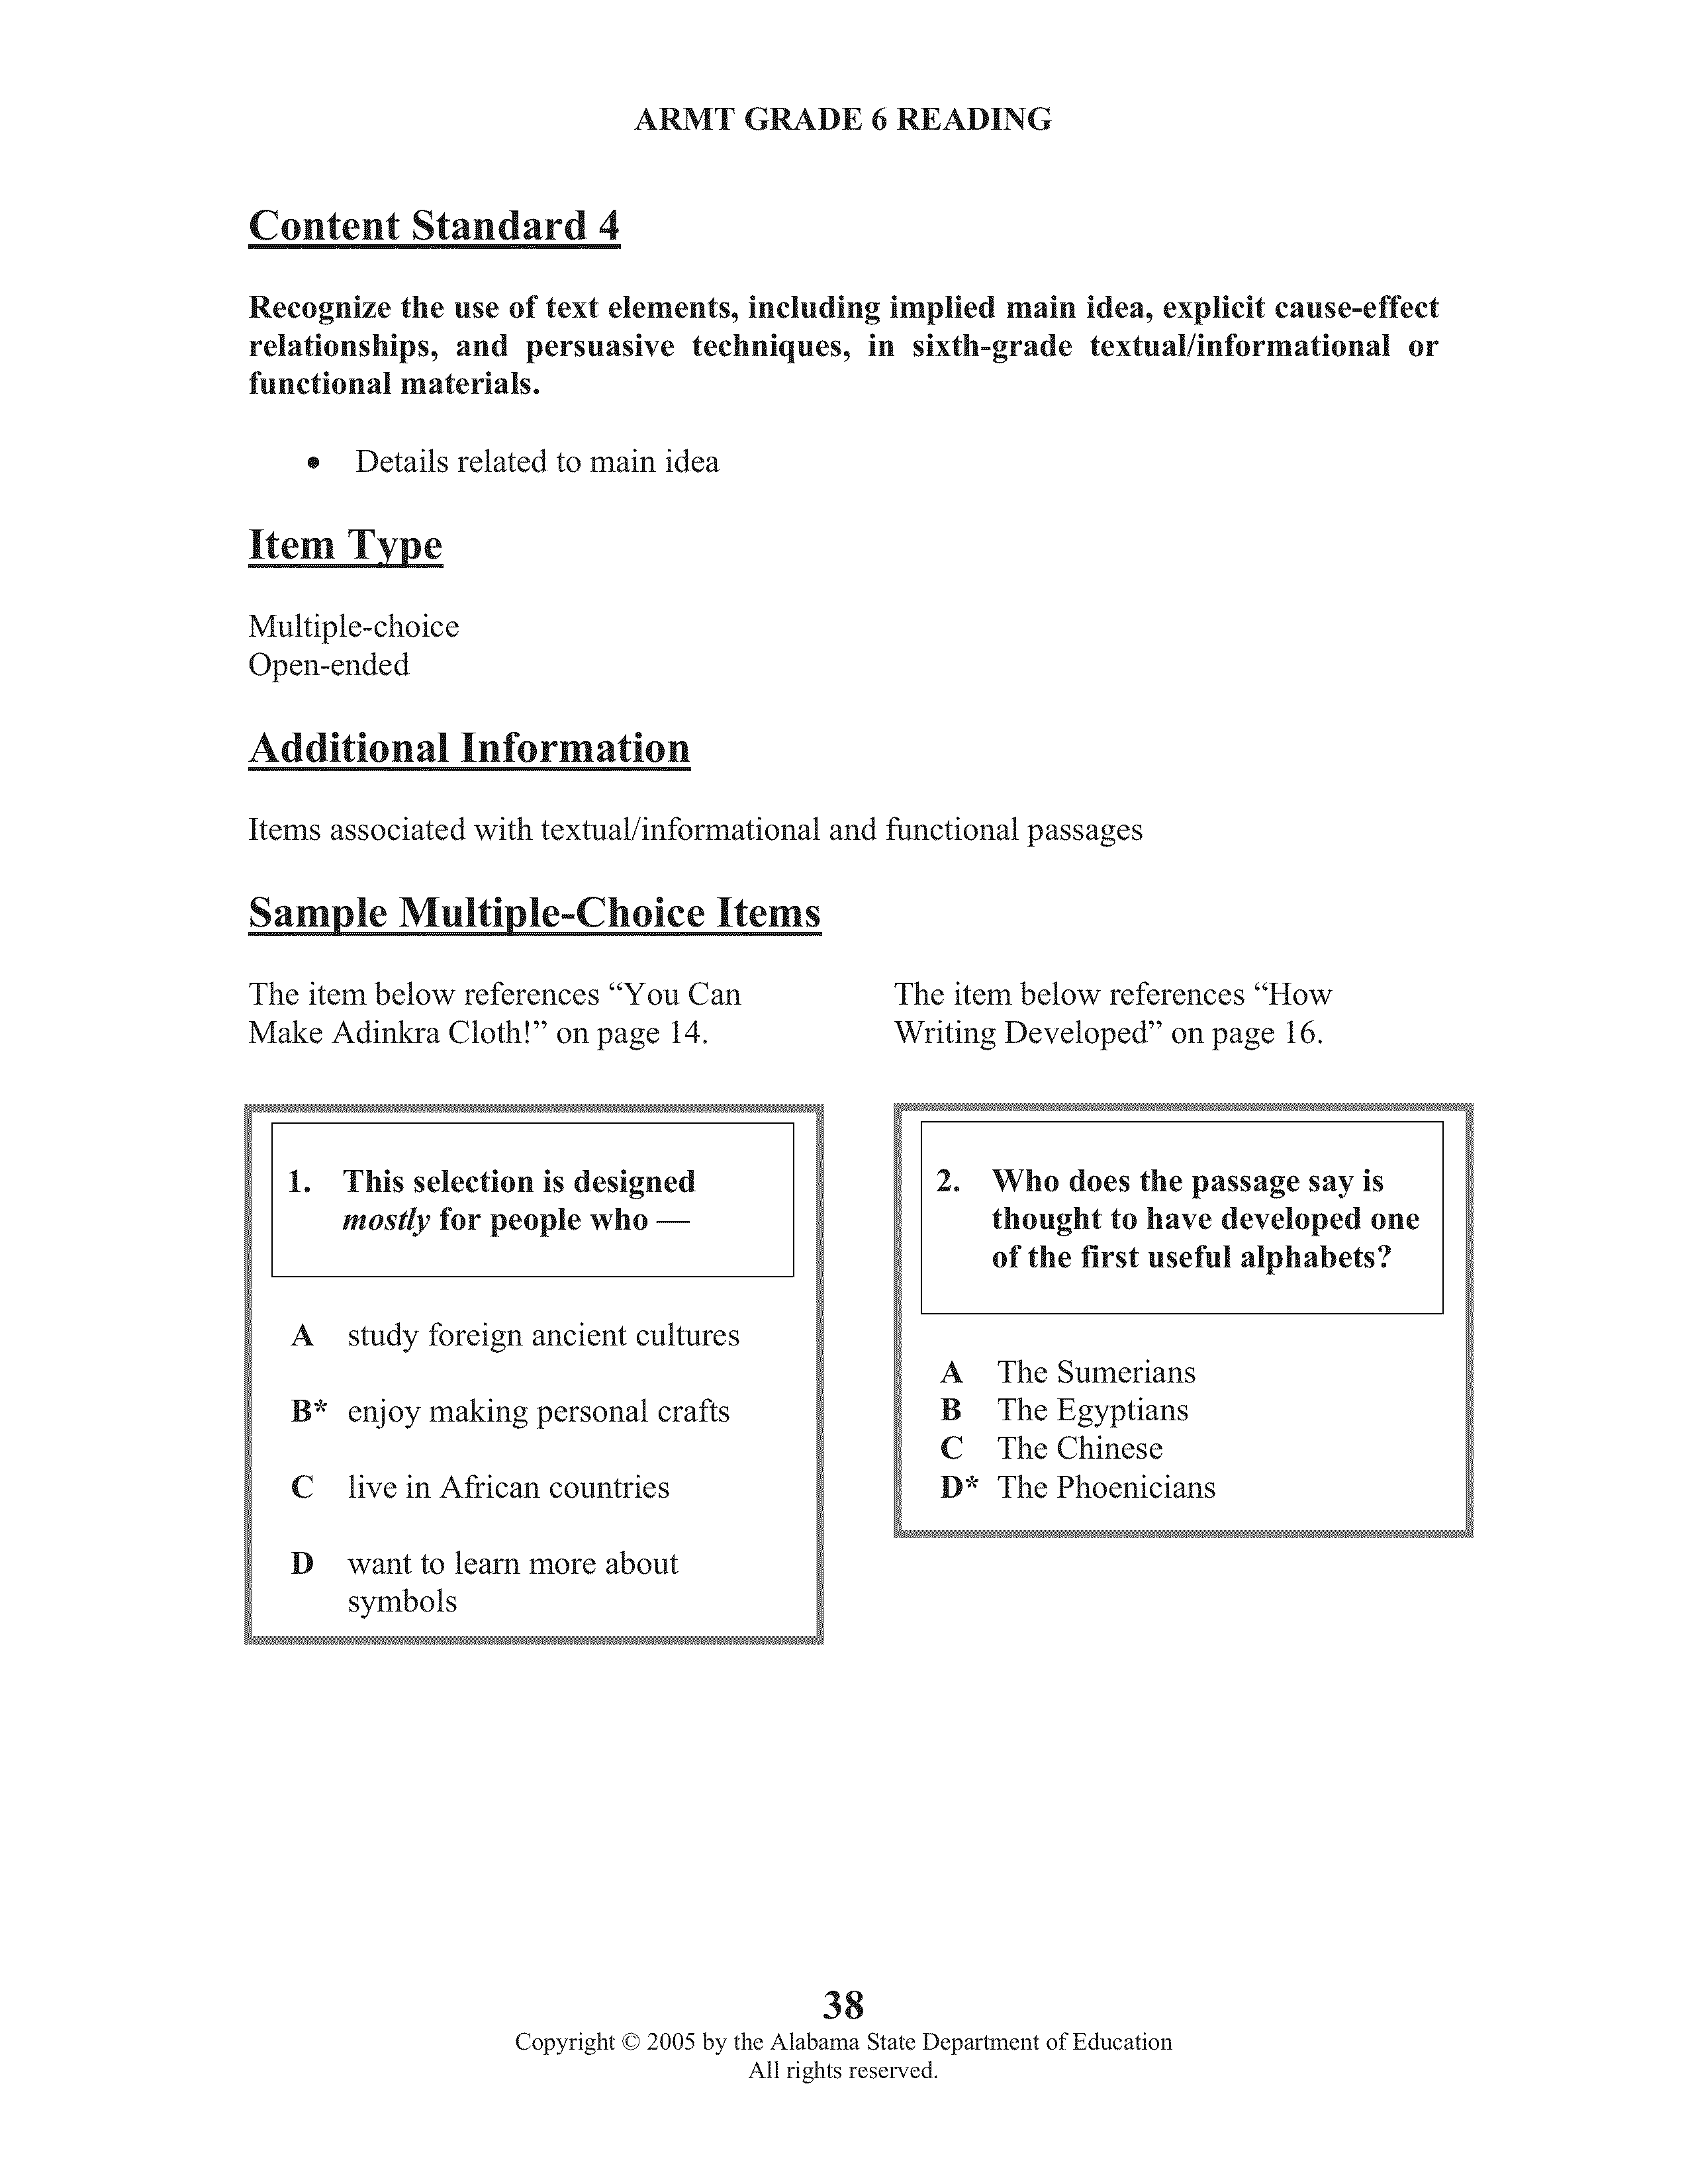 ARMT GRADE 6 READING
Content Standard 4
Recognize the use of text elements, including implied main idea, explicit cause-effect
relationships, and persuasive techniques, in sixth-grade textual/informational or
functional materials.
• Details related to main idea
Item Type
Multiple-choice
Open-ended
Additional Information
Items associated with textual/informational and functional passages
Sample Multiple-Choice Items
The item below references “You Can
Make Adinkra Cloth!” on page 14.
1. This selection is designed
mostly for people who —
A study foreign ancient cultures
B* enjoy making personal crafts
C live in African countries
D want to learn more about
symbols
The item below references “How
Writing Developed” on page 16.
2. Who does the passage say is
thought to have developed one
of the first useful alphabets?
A The Sumerians
B The Egyptians
C The Chinese
D* The Phoenicians
38
Copyright © 2005 by the Alabama State Department of Education
All rights reserved.